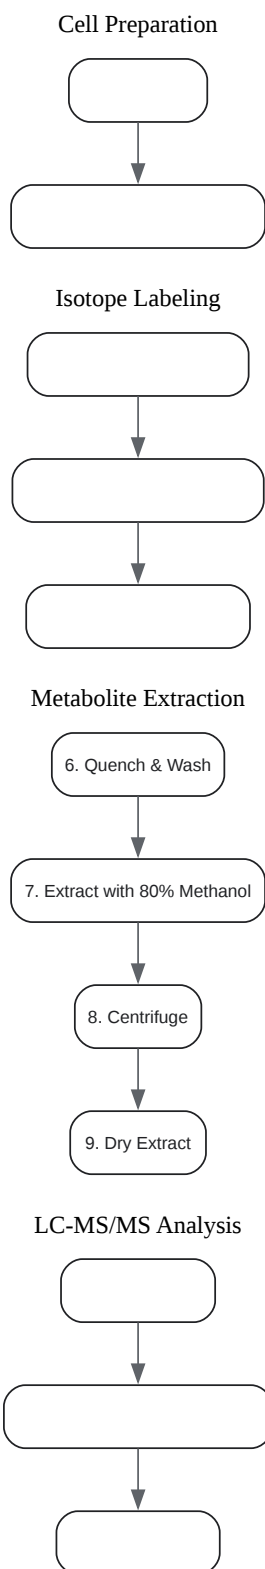 Cell Preparation
Isotope Labeling
Metabolite Extraction
6. Quench & Wash
7. Extract with 80% Methanol
8. Centrifuge
9. Dry Extract
LC-MS/MS Analysis